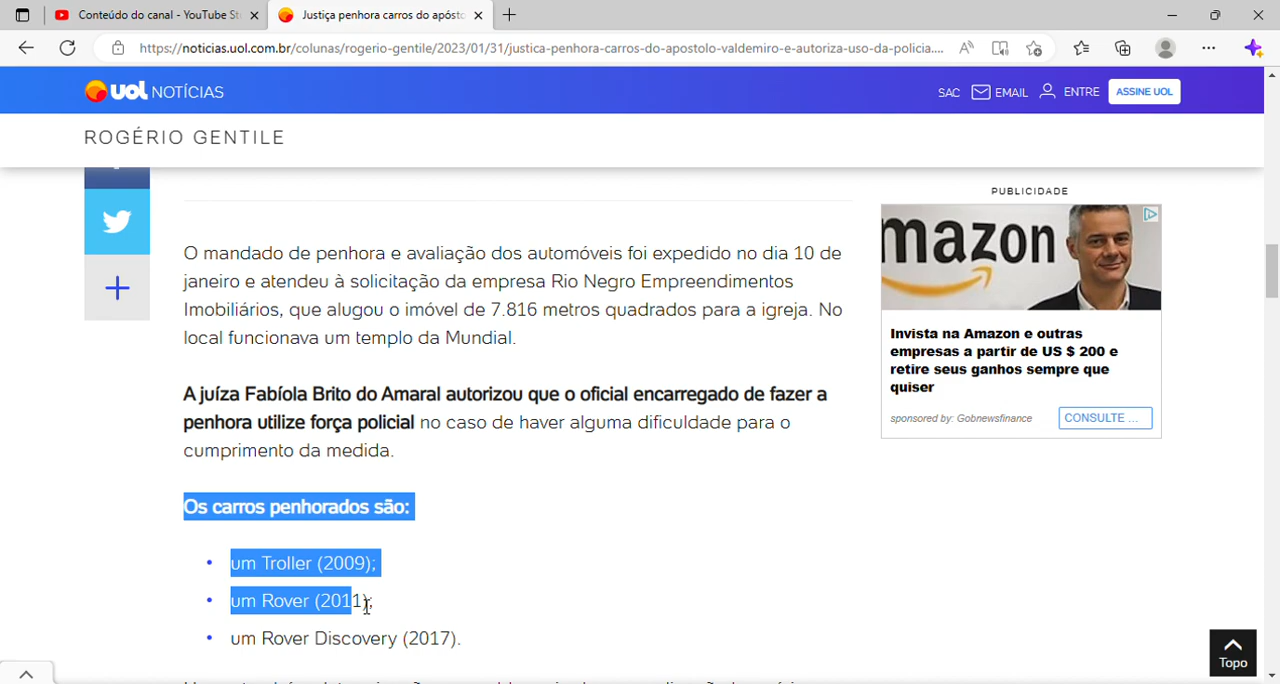 Conteúdo do canal - YouTube St
Justiça penhora carros do apósto
https://noticias.uol.com.br/colunas/rogerio-gentile/2023/01/31/justica-penhora-carros-do-apostolo-valdemiro-e-autoriza-uso-da-policia....
UOL NOTÍCIAS
SAC EMAIL ENTRE ASSINE UOL
ROGÉRIO GENTILE
O mandado de penhora e avaliação dos automóveis foi expedido no dia 10 de
janeiro e atendeu à solicitação da empresa Rio Negro Empreendimentos
Imobiliários, que alugou o imóvel de 7.816 metros quadrados para a igreja. No
local funcionava um templo da Mundial.
A juíza Fabíola Brito do Amaral autorizou que o oficial encarregado de fazer a
penhora utilize força policial no caso de haver alguma dificuldade para o
cumprimento da medida.
Os carros penhorados são:
• um Troller (2009);
• um Rover (2011);
• um Rover Discovery (2017).
PUBLICIDADE
mazon
Invista na Amazon e outras
empresas a partir de US $ 200 e
retire seus ganhos sempre que
quiser
sponsored by: Gobnewsfinance
CONSULTE ...
Topo